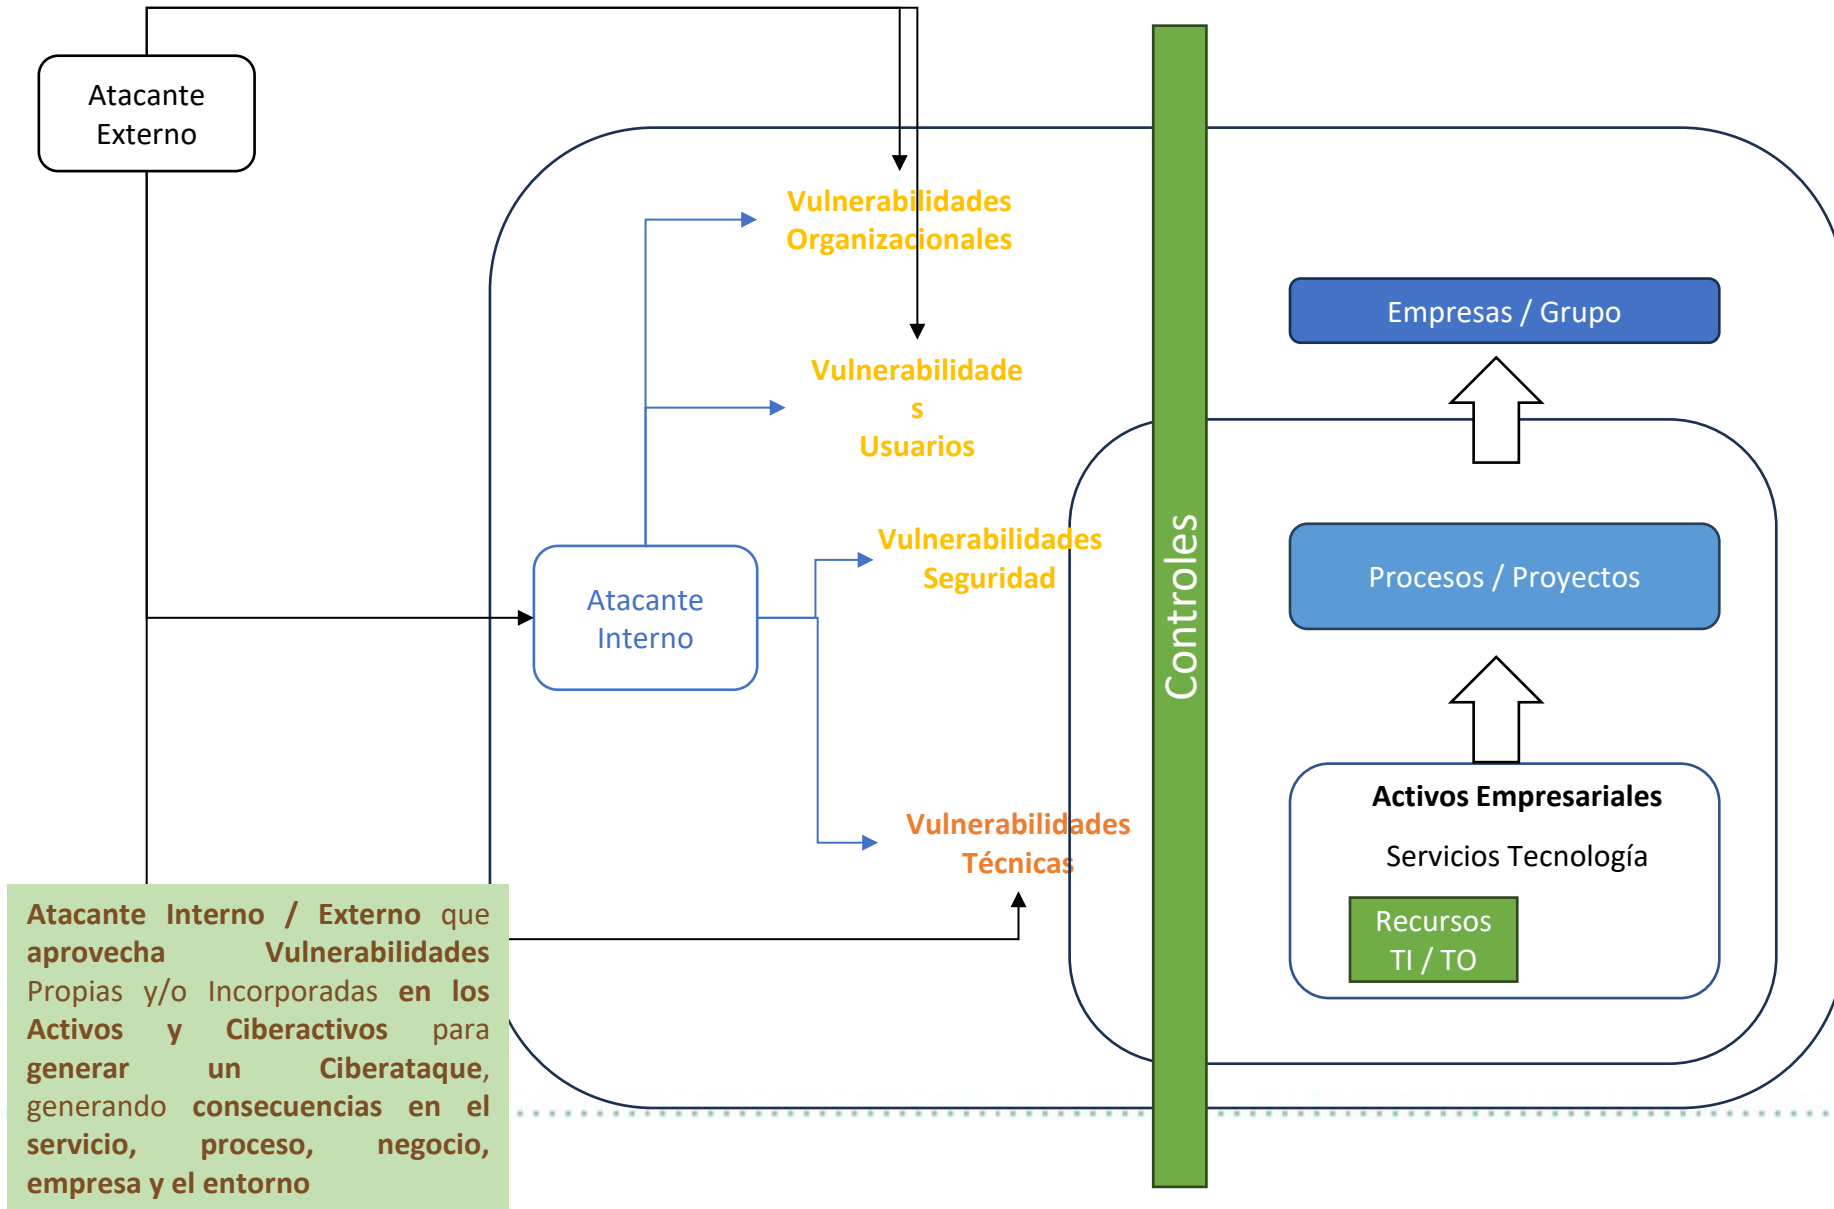 Atacante
Externo
Vulnerabilidades
Organizacionales
Vulnerabilidade
s
Usuarios
Vulnerabilidades
Seguridad
Atacante
Interno
Vulnerabilidades
Técnicas
Controles
Empresas / Grupo
Procesos / Proyectos
Activos Empresariales
Servicios Tecnología
Recursos
TI / TO
Atacante Interno / Externo que
aprovecha Vulnerabilidades
Propias y/o Incorporadas en los
Activos y Ciberactivos para
generar un Ciberataque,
generando consecuencias en el
servicio, proceso, negocio,
empresa y el entorno